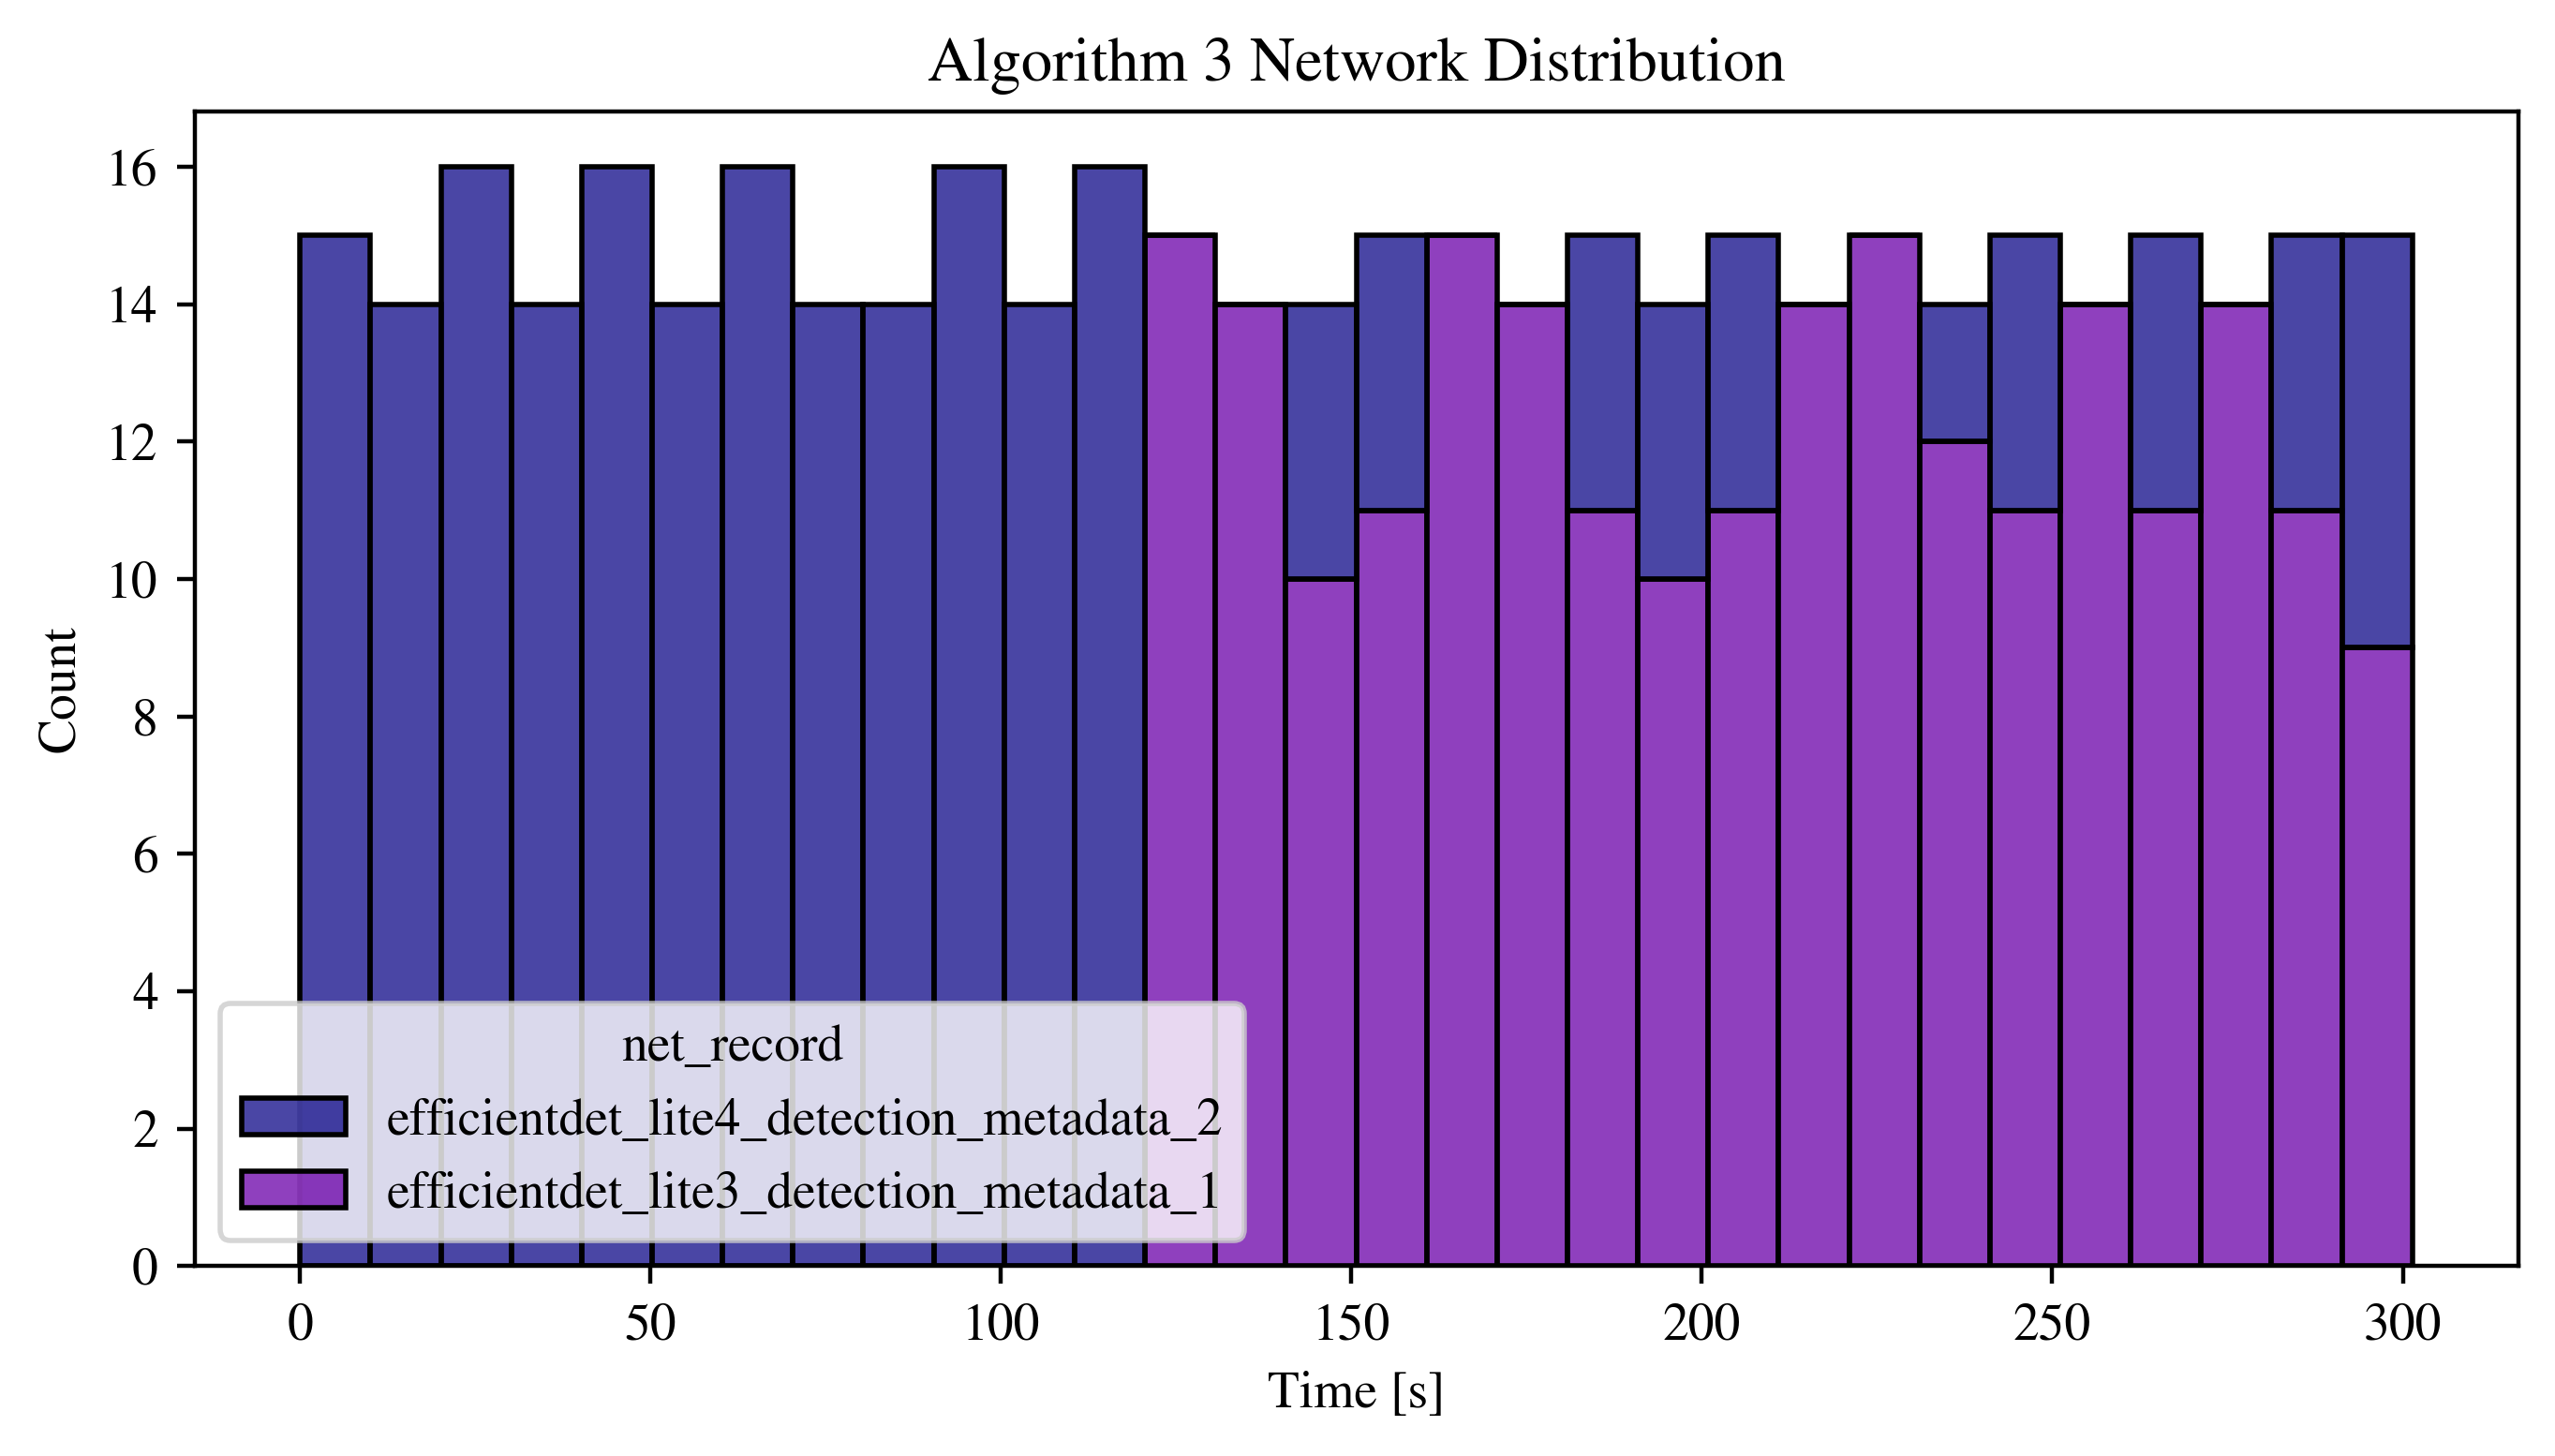 Algorithm 3 Network Distribution
16
14
12
10
8
6
4
2
0
Count
net_record
efficientdet_lite4_detection_metadata_2
efficientdet_lite3_detection_metadata_1
0 50 100 150 200 250 300
Time [s]